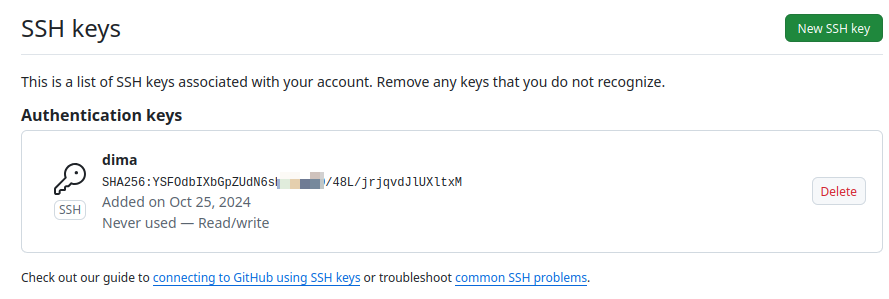 SSH keys
New SSH key
This is a list of SSH keys associated with your account. Remove any keys that you do not recognize.
Authentication keys
dima
SHA256:YSFOdbIXbGpZUdN6s /48L/jrjqvdJlUXltxM
SSH
Added on Oct 25, 2024
Delete
Never used — Read/write
Check out our guide to connecting to GitHub using SSH keys or troubleshoot common SSH problems.